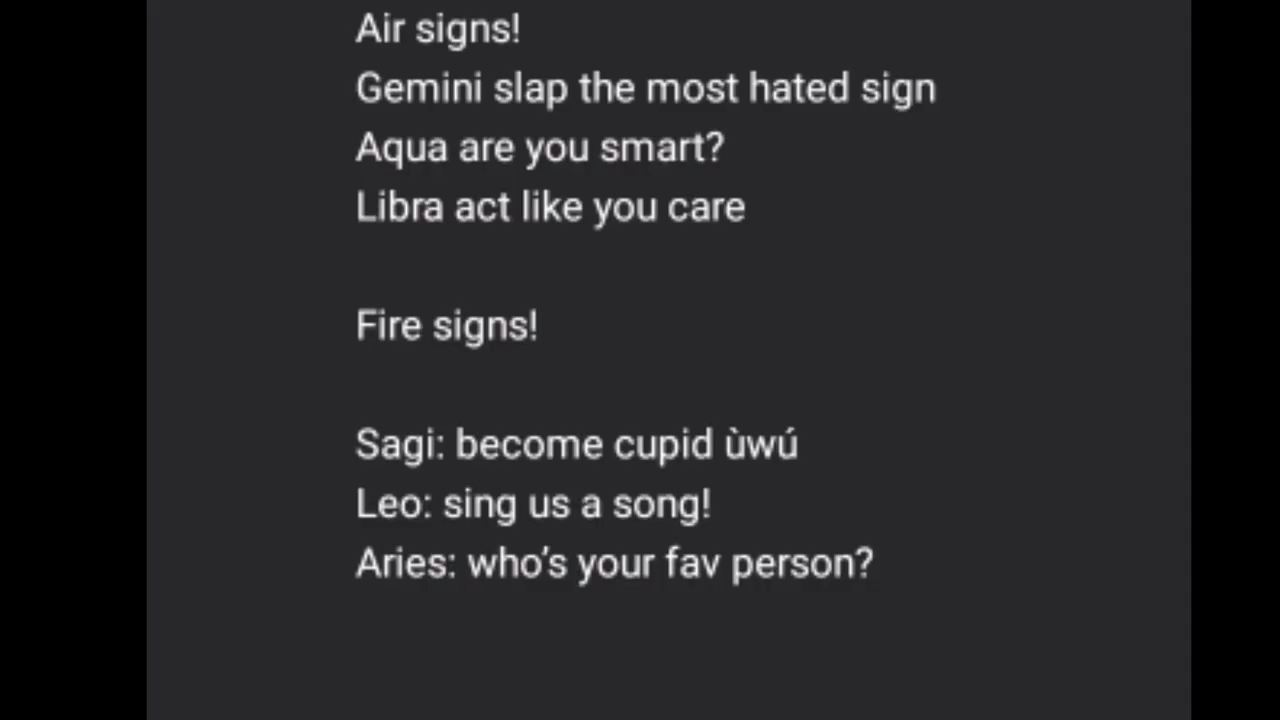 Air signs!
Gemini slap the most hated sign
Aqua are you smart?
Libra act like you care
Fire signs!
Sagi: become cupid ùwú
Leo: sing us a song!
Aries: who’s your fav person?